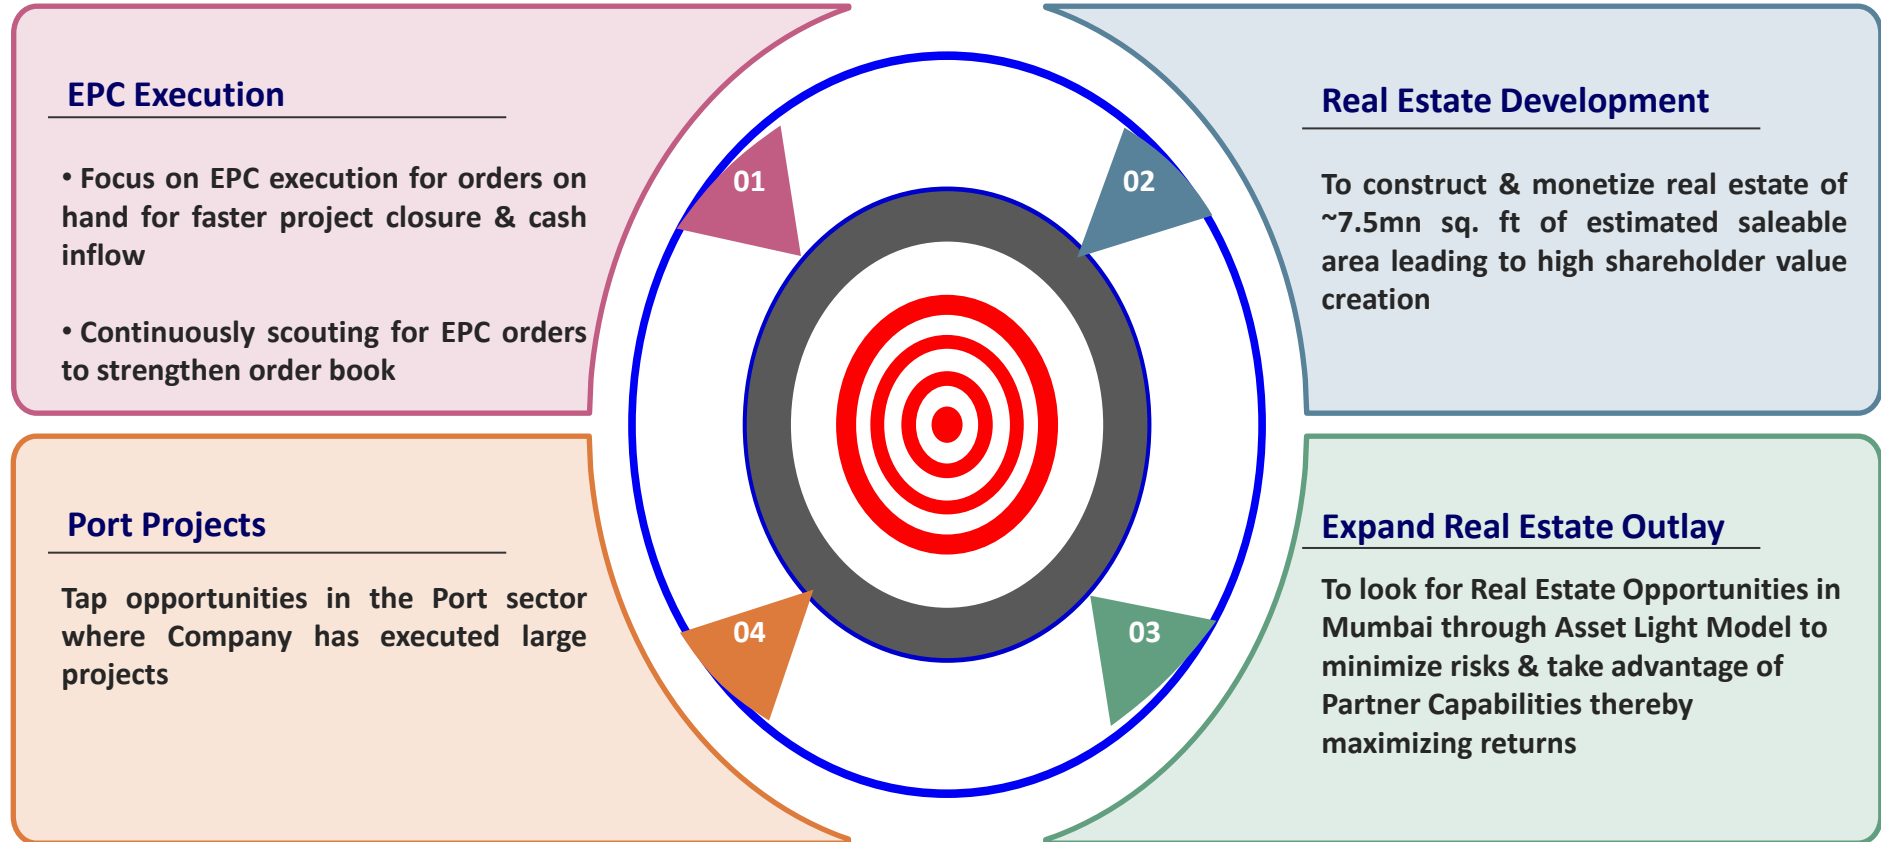 EPC Execution
• Focus on EPC execution for orders on
hand for faster project closure & cash
inflow
• Continuously scouting for EPC orders
to strengthen order book
01
02
Real Estate Development
To construct & monetize real estate of
~7.5mn sq. ft of estimated saleable
area leading to high shareholder value
creation
Port Projects
Tap opportunities in the Port sector
where Company has executed large
projects
04
03
Expand Real Estate Outlay
To look for Real Estate Opportunities in
Mumbai through Asset Light Model to
minimize risks & take advantage of
Partner Capabilities thereby
maximizing returns